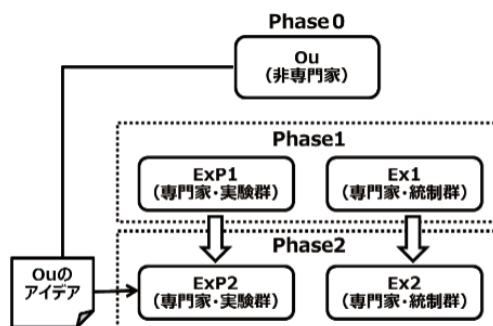 Phase0
Ou
（非専門家）
Phase1
ExP1
（専門家・実験群）
Ex1
（専門家・統制群）
Phase2
Ouの
アイデア
ExP2
（専門家・実験群）
Ex2
（専門家・統制群）